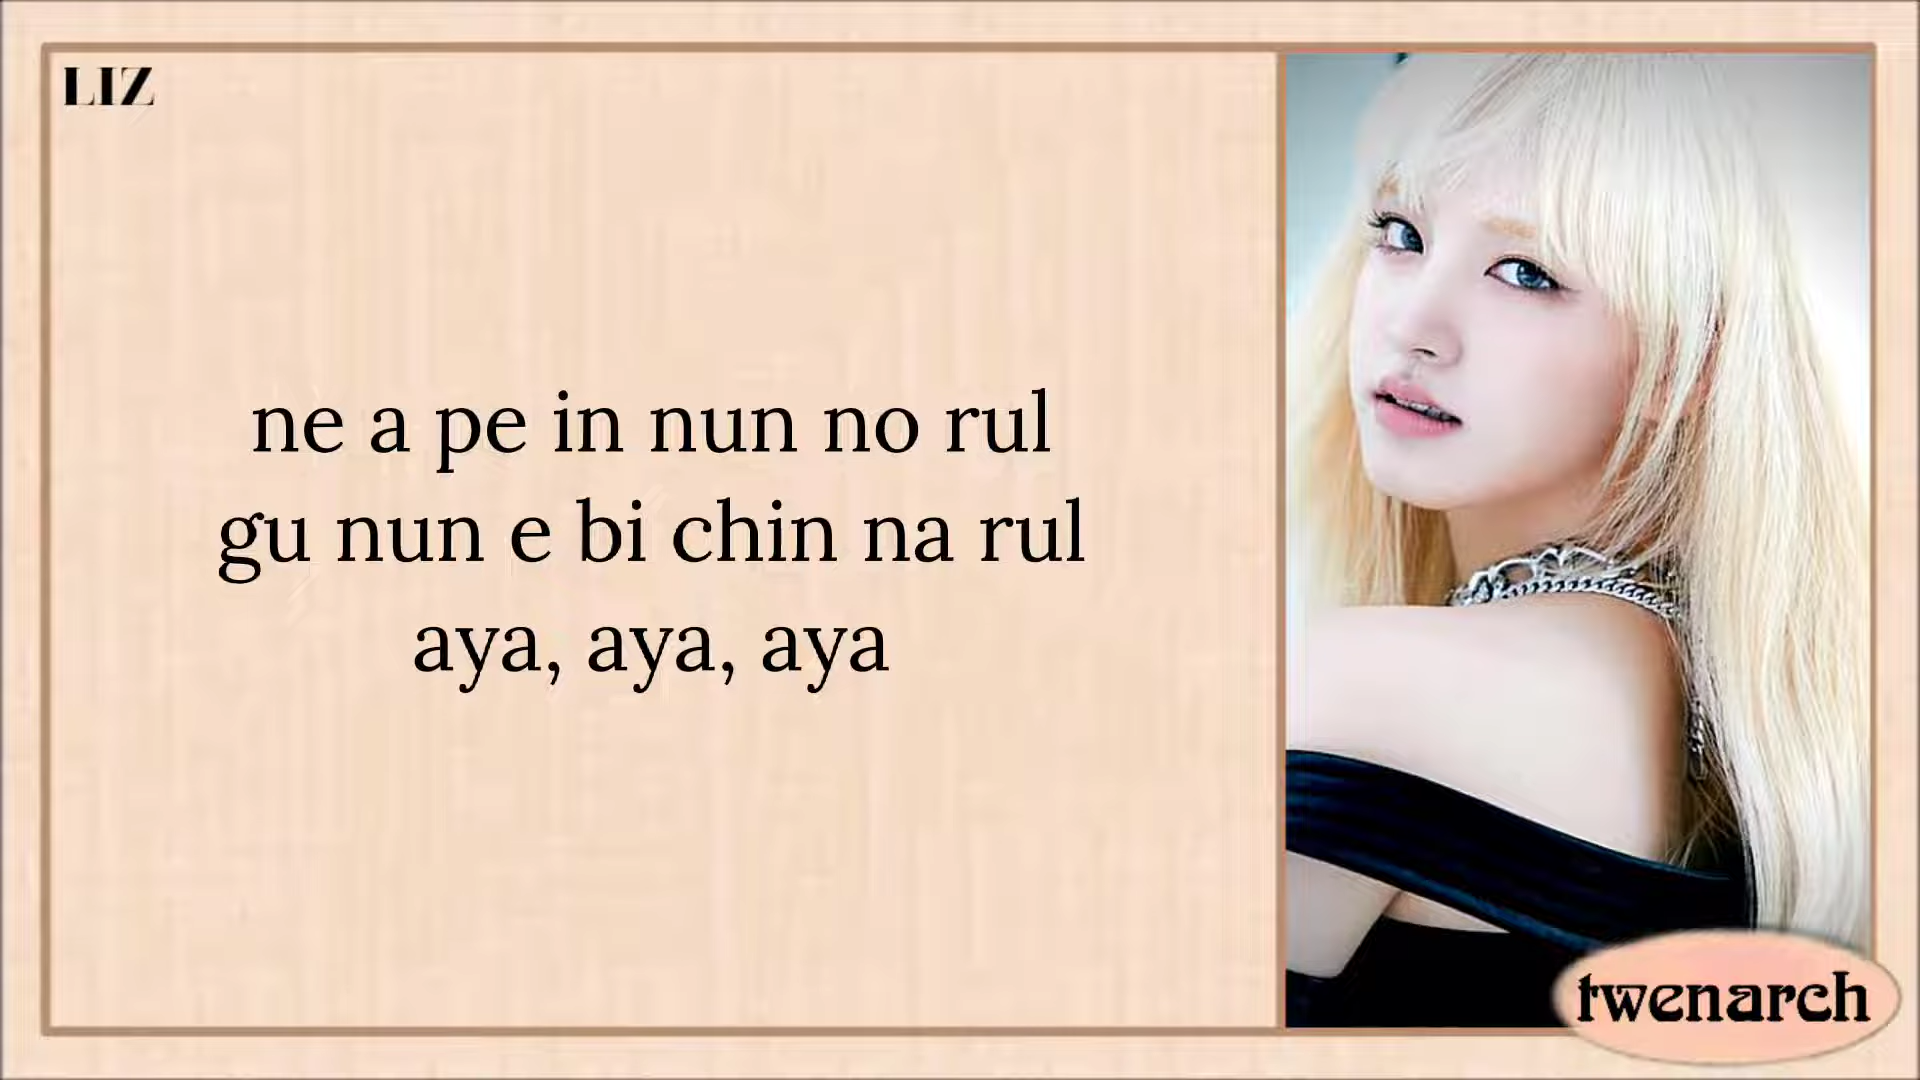 LIZ
ne a pe in nun no rul
gu nun e bi chin na rul
aya, aya, aya
twenarch